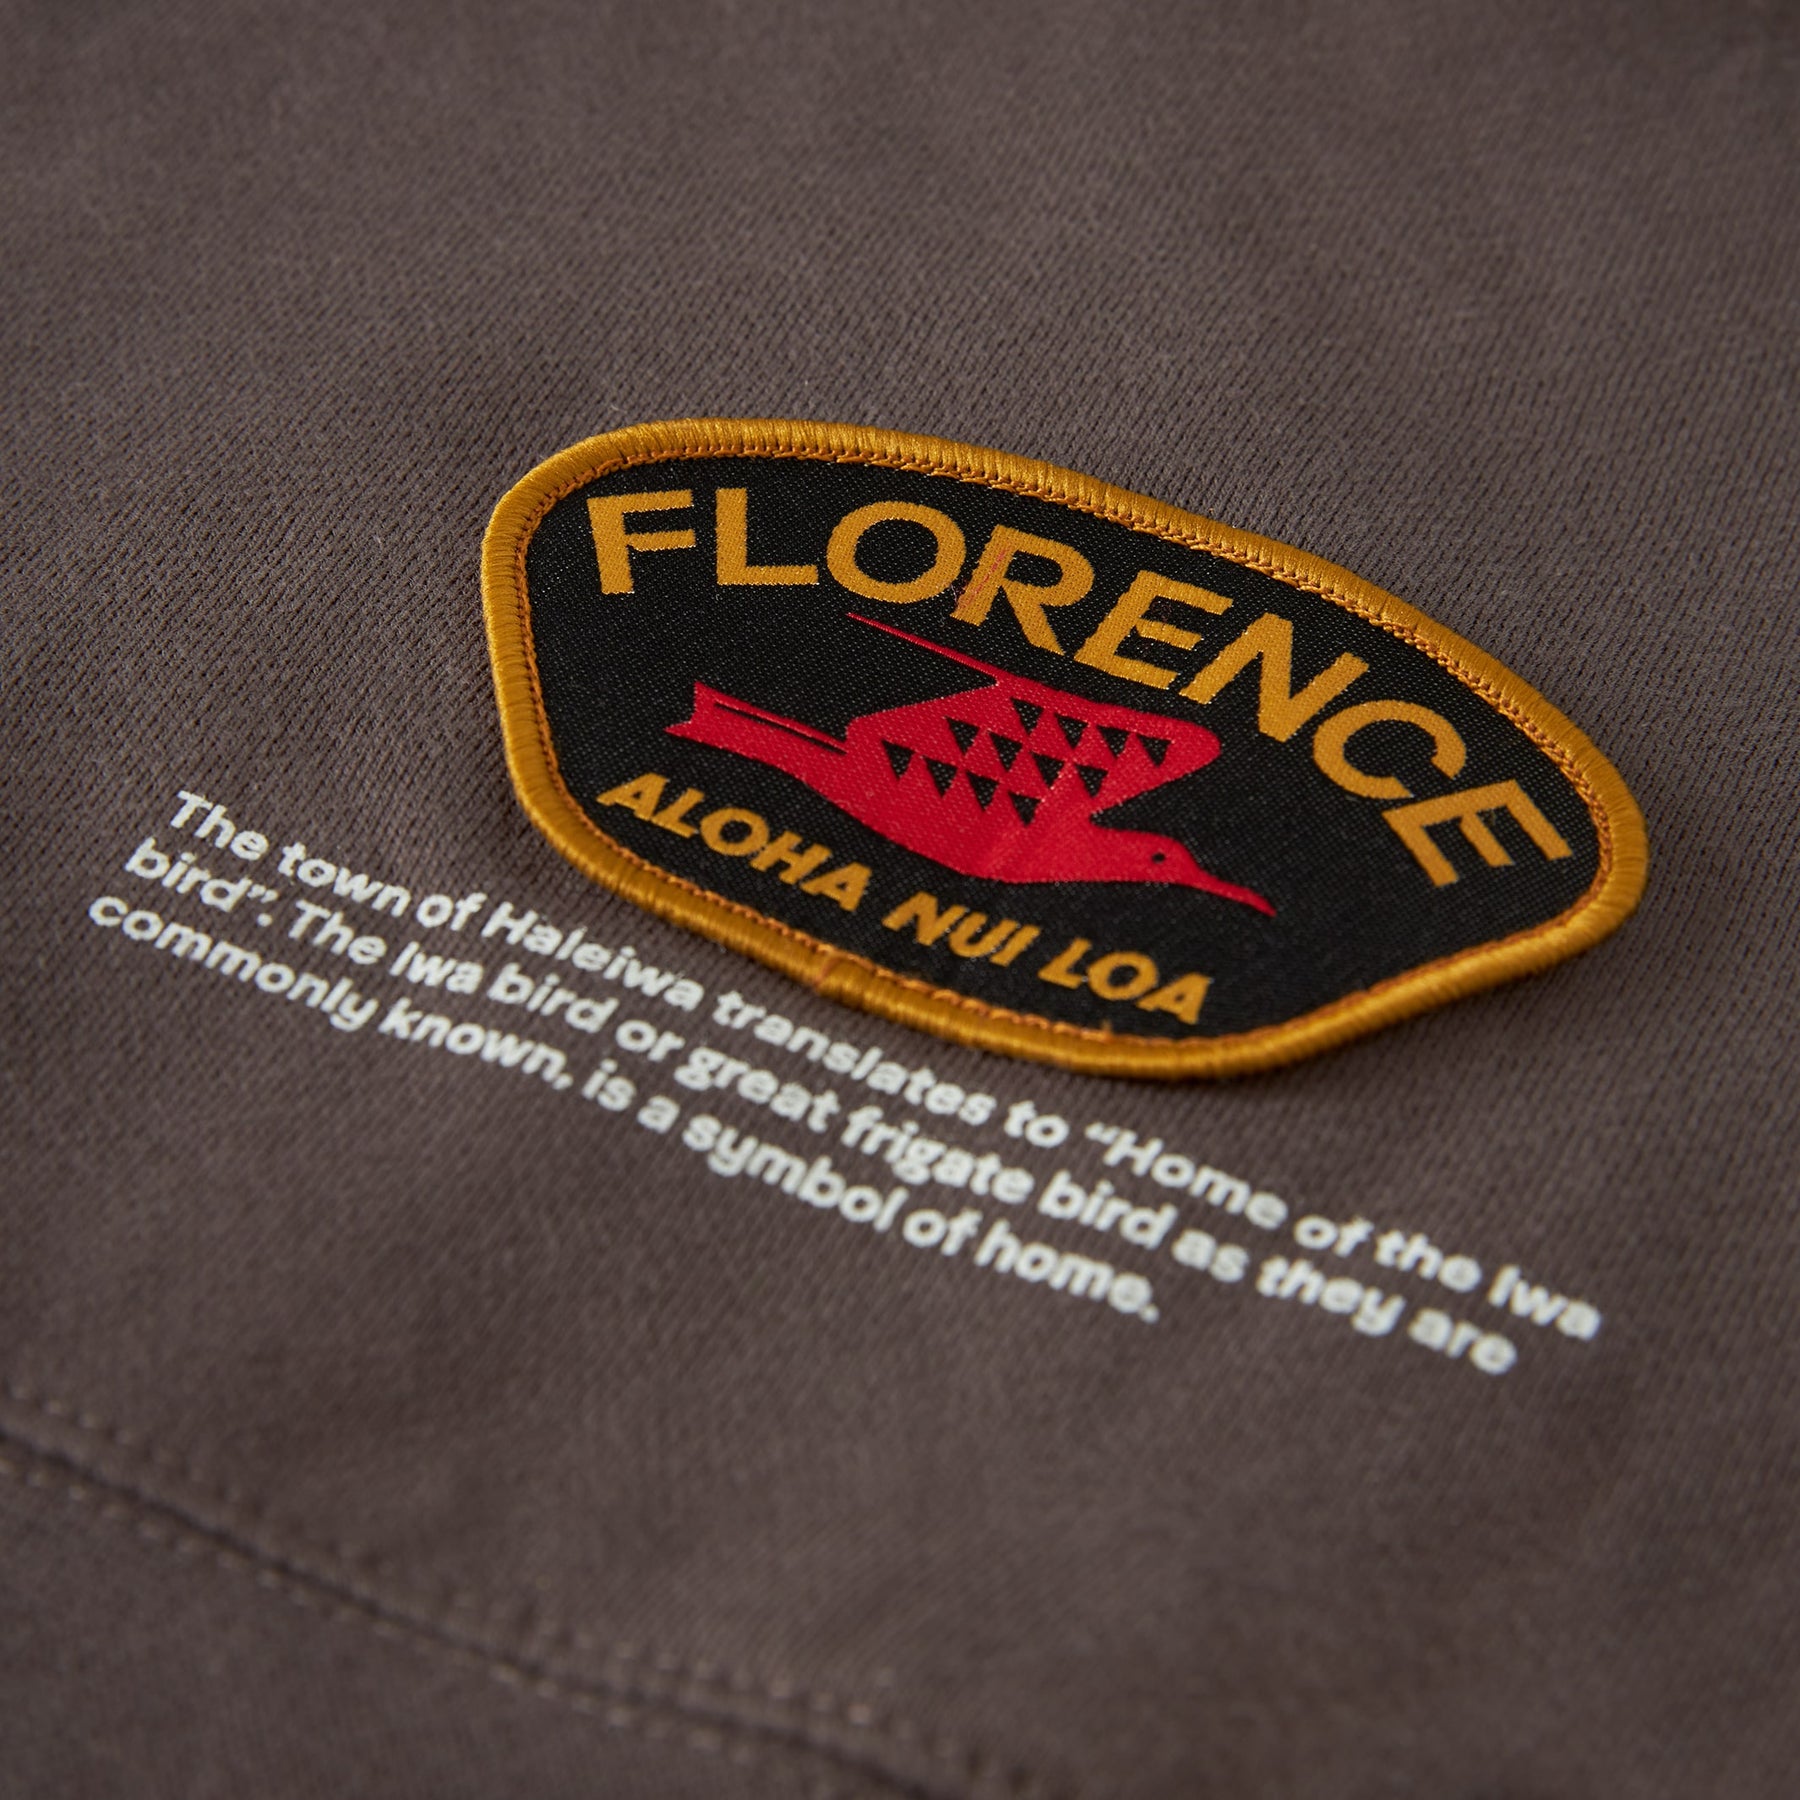 FLORENCE
ALOHA NUI LOA
The town of Haleiwa translates to “Home of the Iwa
bird”. The Iwa bird or great frigate bird as they are
commonly known, is a symbol of home.